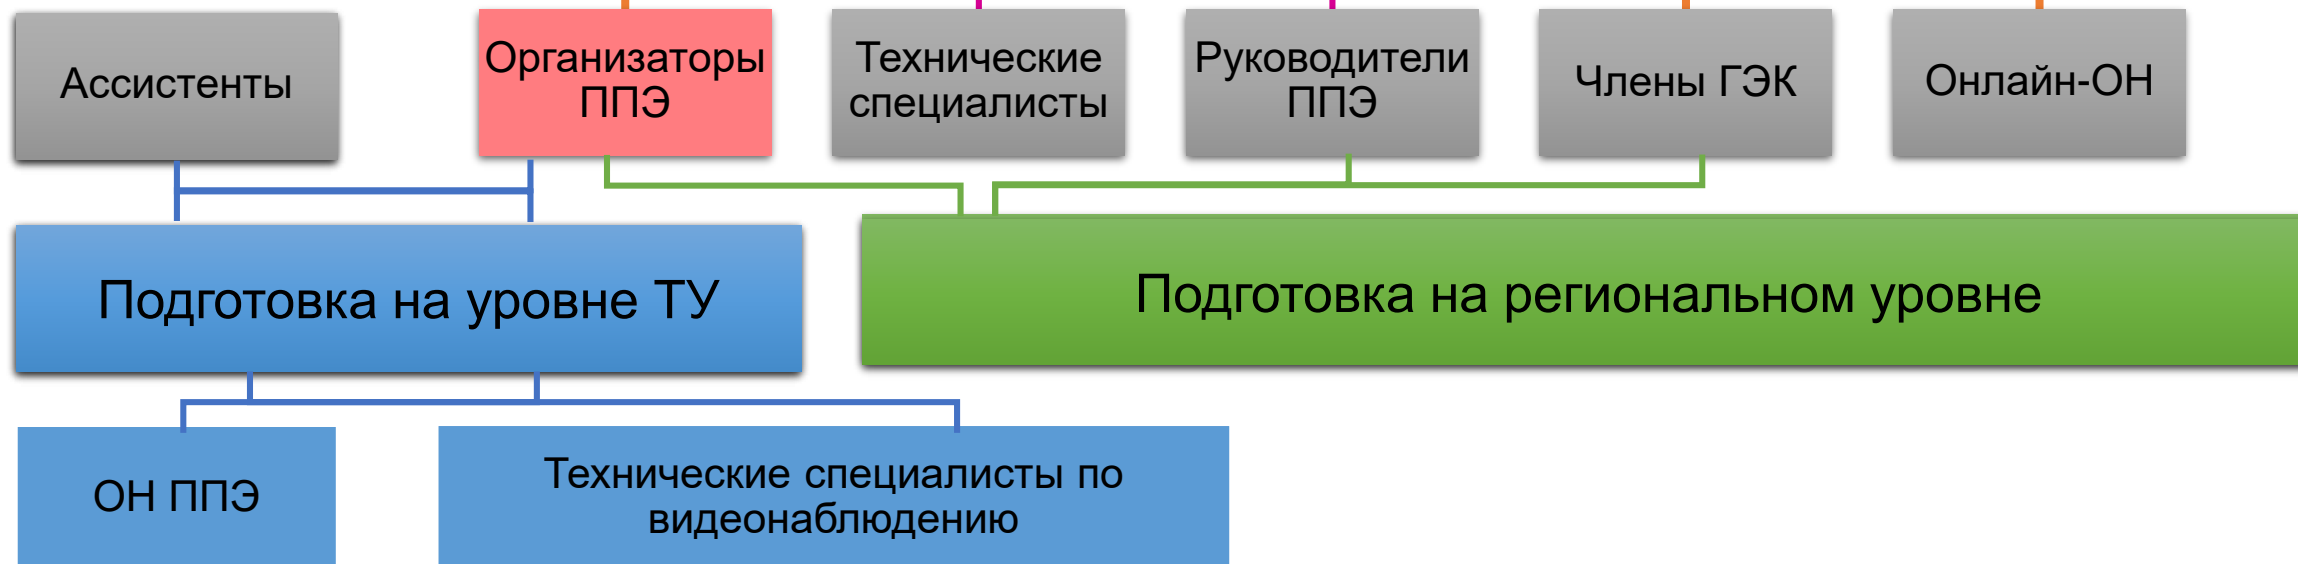 Ассистенты
Организаторы
ППЭ
Технические
специалисты
Руководители
ППЭ
Члены ГЭК
Онлайн-ОН
Подготовка на уровне ТУ
Подготовка на региональном уровне
ОН ППЭ
Технические специалисты по
видеонаблюдению